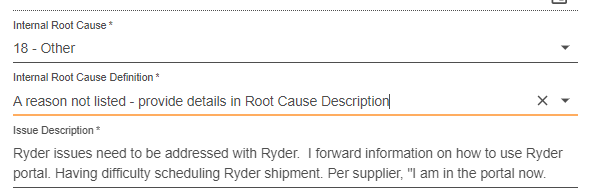 Internal Root Cause *
18 - Other
Internal Root Cause Definition *
A reason not listed - provide details in Root Cause Description
Issue Description *
Ryder issues need to be addressed with Ryder.  I forward information on how to use Ryder
portal. Having difficulty scheduling Ryder shipment. Per supplier, "I am in the portal now.